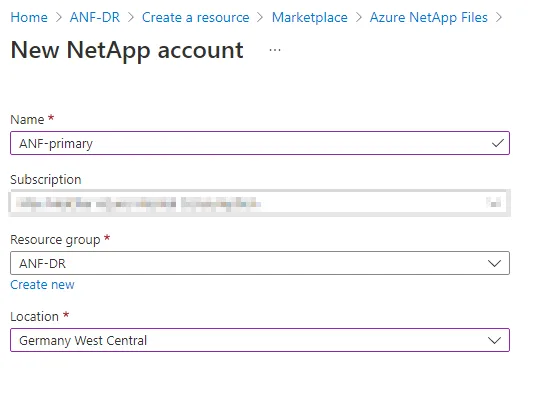 Home > ANF-DR > Create a resource > Marketplace > Azure NetApp Files >
New NetApp account ...
Name *
ANF-primary
Subscription
Resource group *
ANF-DR
Create new
Location *
Germany West Central